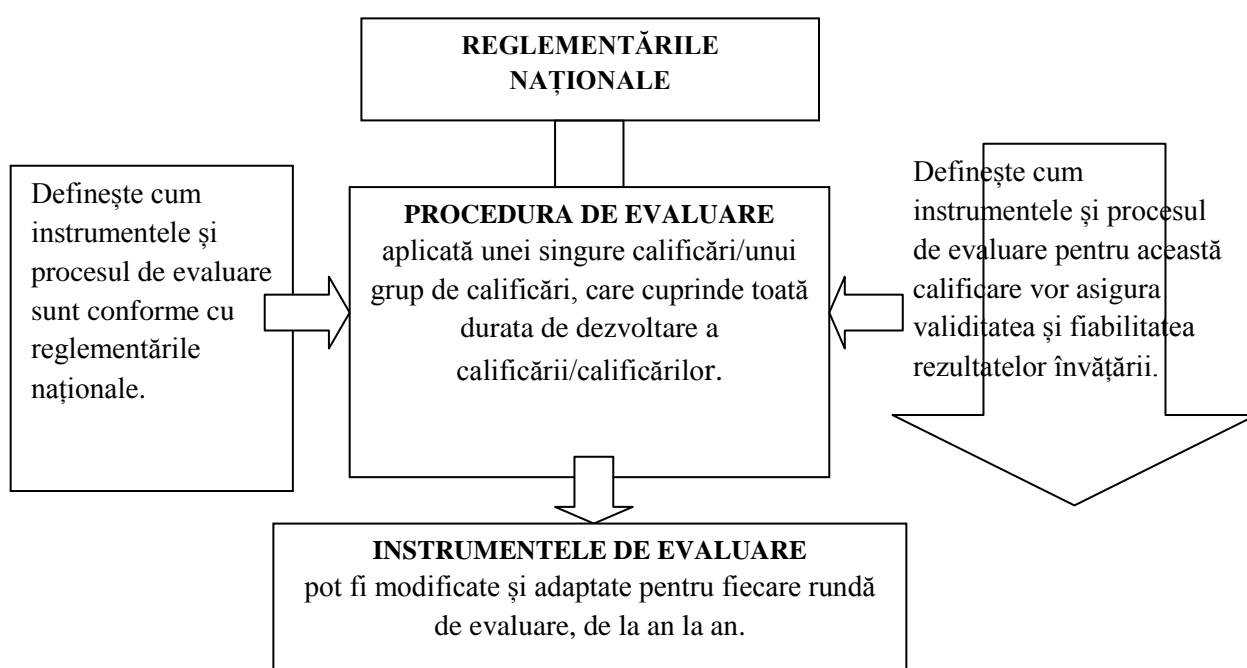 REGLEMENTĂRILE
NAȚIONALE
Definește cum
instrumentele și
procesul de evaluare
sunt conforme cu
reglementările
naționale.
PROCEDURA DE EVALUARE
aplicată unei singure calificări/unui
grup de calificări, care cuprinde toată
durata de dezvoltare a
calificării/calificărilor.
Definește cum
instrumentele și procesul
de evaluare pentru această
calificare vor asigura
validitatea și fiabilitatea
rezultatelor învățării.
INSTRUMENTELE DE EVALUARE
pot fi modificate și adaptate pentru fiecare rundă
de evaluare, de la an la an.